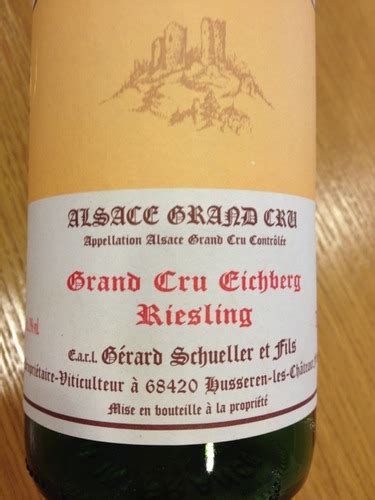 ALSACE GRAND CRU
Appellation Alsace Grand Cru Contrôlée
Grand Cru Eichberg
Riesling
E.a.r.l. Gérard Schueller et Fils
Propriétaire-Viticulteur à 68420 Husseren-les-Châteaux
Mise en bouteille à la propriété